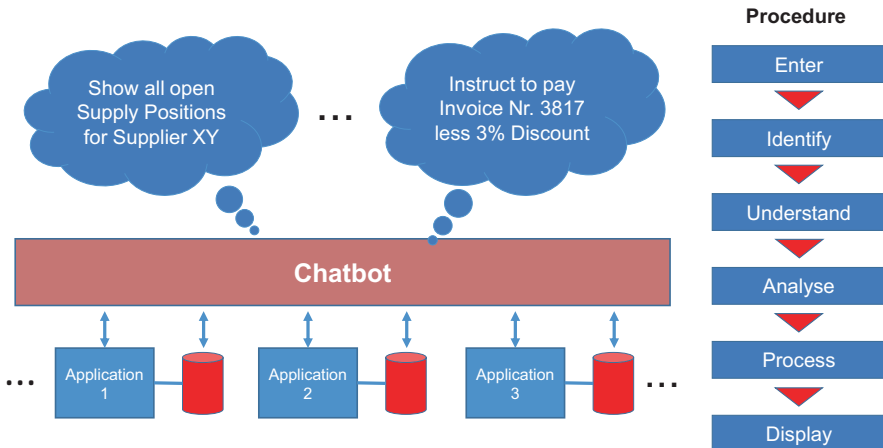 Procedure
Show all open
Supply Positions
for Supplier XY
...
Instruct to pay
Invoice Nr. 3817
less 3% Discount
Chatbot
...
Application
1
Application
2
Application
3
...
Enter
Identify
Understand
Analyse
Process
Display